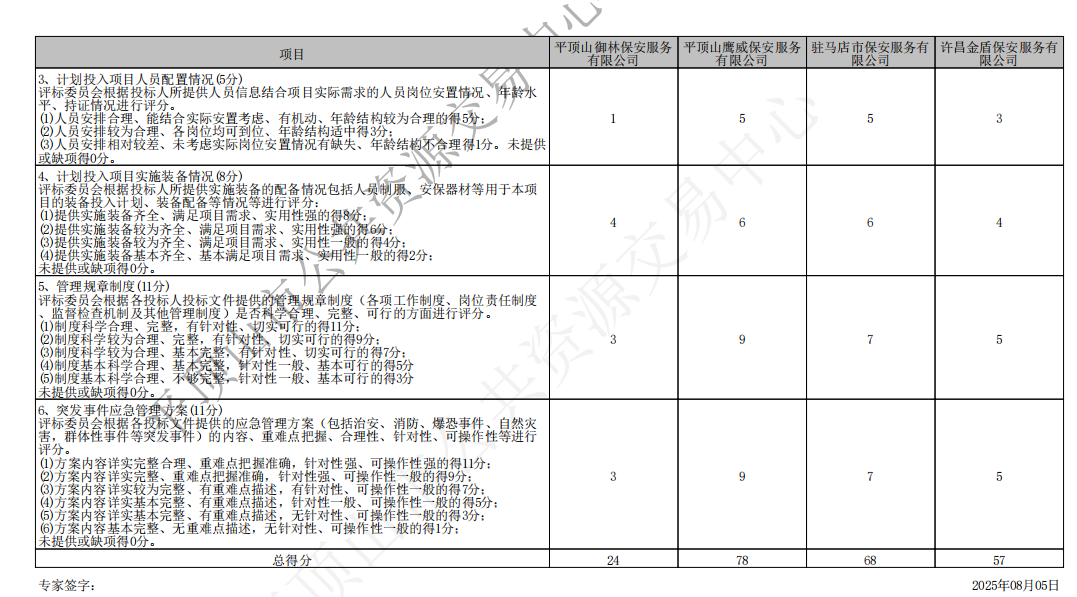 项目
平顶山御林保安服务
有限公司
平顶山鹰威保安服务
有限公司
驻马店市保安服务有
限公司
许昌金盾保安服务有
限公司
3、计划投入项目人员配置情况(5分)
评标委员会根据投标人所提供人员信息结合项目实际需求的人员岗位安置情况、年龄水
平、持证情况进行评分。
(1)人员安排合理、能结合实际安置考虑、有机动、年龄结构较为合理的得5分;
(2)人员安排较为合理、各岗位均可到位、年龄结构适中得3分;
(3)人员安排相对较差、未考虑实际岗位安置情况有缺失、年龄结构不合理得1分。未提供
或缺项得0分。
1
5
5
3
4、计划投入项目实施装备情况(8分)
评标委员会根据投标人所提供实施装备的配备情况包括人员制服、安保器材等用于本项
目的装备投入计划、装备配备等情况等进行评分:
(1)提供实施装备齐全、满足项目需求、实用性强的得8分;
(2)提供实施装备较为齐全、满足项目需求、实用性强的得6分;
(3)提供实施装备较为齐全、满足项目需求、实用性一般的得4分;
(4)提供实施装备基本齐全、基本满足项目需求、实用性一般的得2分;
未提供或缺项得0分。
4
6
6
4
5、管理规章制度(11分)
评标委员会根据各投标人投标文件提供的管理规章制度（各项工作制度、岗位责任制度
、监督检查机制及其他管理制度）是否科学合理、完整、可行的方面进行评分。
(1)制度科学合理、完整，有针对性、切实可行的得11分;
(2)制度科学较为合理、完整，有针对性、切实可行的得9分;
(3)制度科学较为合理、基本完整，有针对性、切实可行的得7分;
(4)制度基本科学合理、基本完整，针对性一般、基本可行的得5分
(5)制度基本科学合理、不够完整，针对性一般、基本可行的得3分
未提供或缺项得0分。
3
9
7
5
6、突发事件应急管理方案(11分)
评标委员会根据各投标文件提供的应急管理方案（包括治安、消防、爆恐事件、自然灾
害，群体性事件等突发事件）的内容、重难点把握、合理性、针对性、可操作性等进行
评分。
(1)方案内容详实完整合理、重难点把握准确，针对性强、可操作性强的得11分;
(2)方案内容详实完整、重难点把握准确，针对性强、可操作性一般的得9分;
(3)方案内容详实较为完整、有重难点描述，有针对性、可操作性一般的得7分;
(4)方案内容详实基本完整、有重难点描述，针对性一般、可操作性一般的得5分;
(5)方案内容详实基本完整、有重难点描述，无针对性、可操作性一般的得3分;
(6)方案内容基本完整、无重难点描述，无针对性、可操作性一般的得1分;
未提供或缺项得0分。
3
9
7
5
总得分
24
78
68
57
专家签字:
2025年08月05日
平顶山市公共资源交易中心
顶山 公共资源交易中心